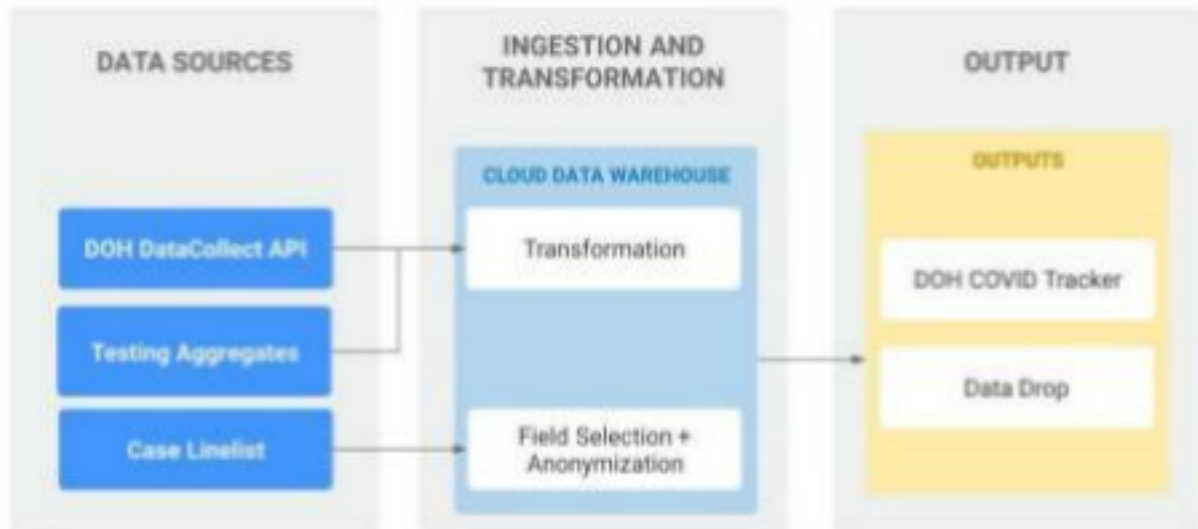 DATA SOURCES
DOH DataCollect API
Testing Aggregates
Case Linelist
INGESTION AND
TRANSFORMATION
CLOUD DATA WAREHOUSE
Transformation
Field Selection +
Anonymization
OUTPUT
OUTPUTS
DOH COVID Tracker
Data Drop